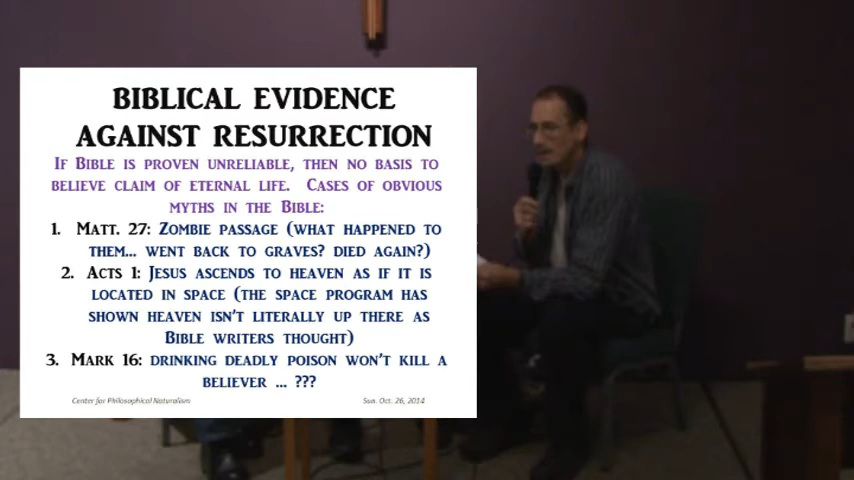 BIBLICAL EVIDENCE
AGAINST RESURRECTION
IF BIBLE IS PROVEN UNRELIABLE, THEN NO BASIS TO
BELIEVE CLAIM OF ETERNAL LIFE. CASES OF OBVIOUS
MYTHS IN THE BIBLE:
1. MATT. 27: ZOMBIE PASSAGE (WHAT HAPPENED TO
THEM... WENT BACK TO GRAVES? DIED AGAIN?)
2. ACTS 1: JESUS ASCENDS TO HEAVEN AS IF IT IS
LOCATED IN SPACE (THE SPACE PROGRAM HAS
SHOWN HEAVEN ISN'T LITERALLY UP THERE AS
BIBLE WRITERS THOUGHT)
3. MARK 16: DRINKING DEADLY POISON WON'T KILL A
BELIEVER ... ???
Center for Philosophical Naturalism
Sun. Oct. 26, 2014